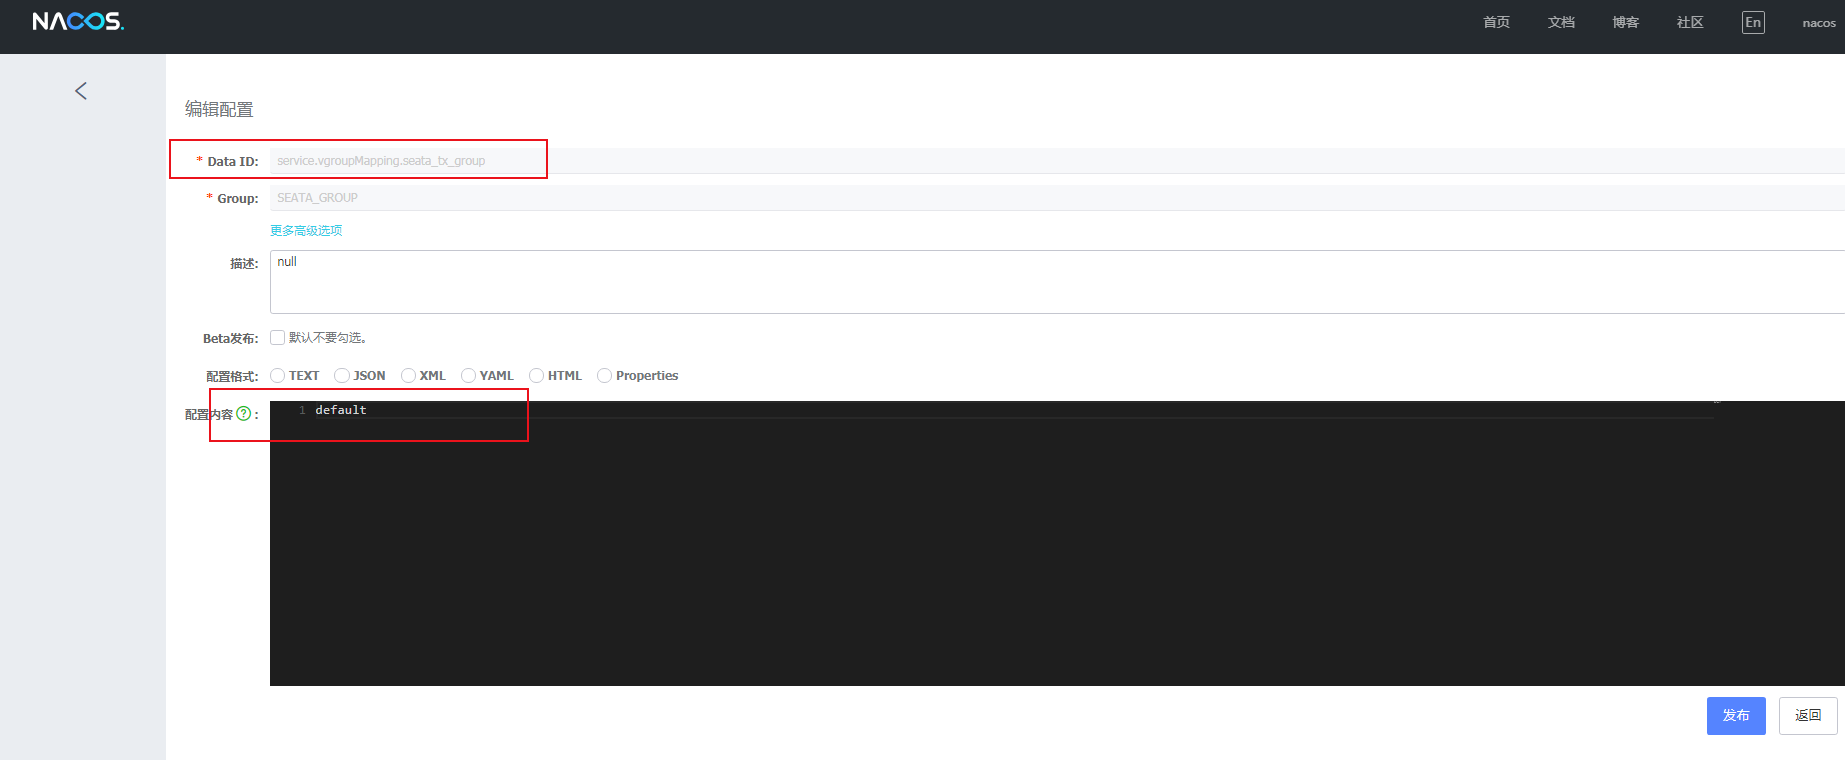 NACOS.
首页 文档 博客 社区 En nacos
编辑配置
* Data ID: service.vgroupMapping.seata_tx_group
* Group: SEATA_GROUP
更多高级选项
描述: null
Beta发布: 默认不要勾选。
配置格式: TEXT JSON XML YAML HTML Properties
配置内容 ? : 1 default
发布 返回